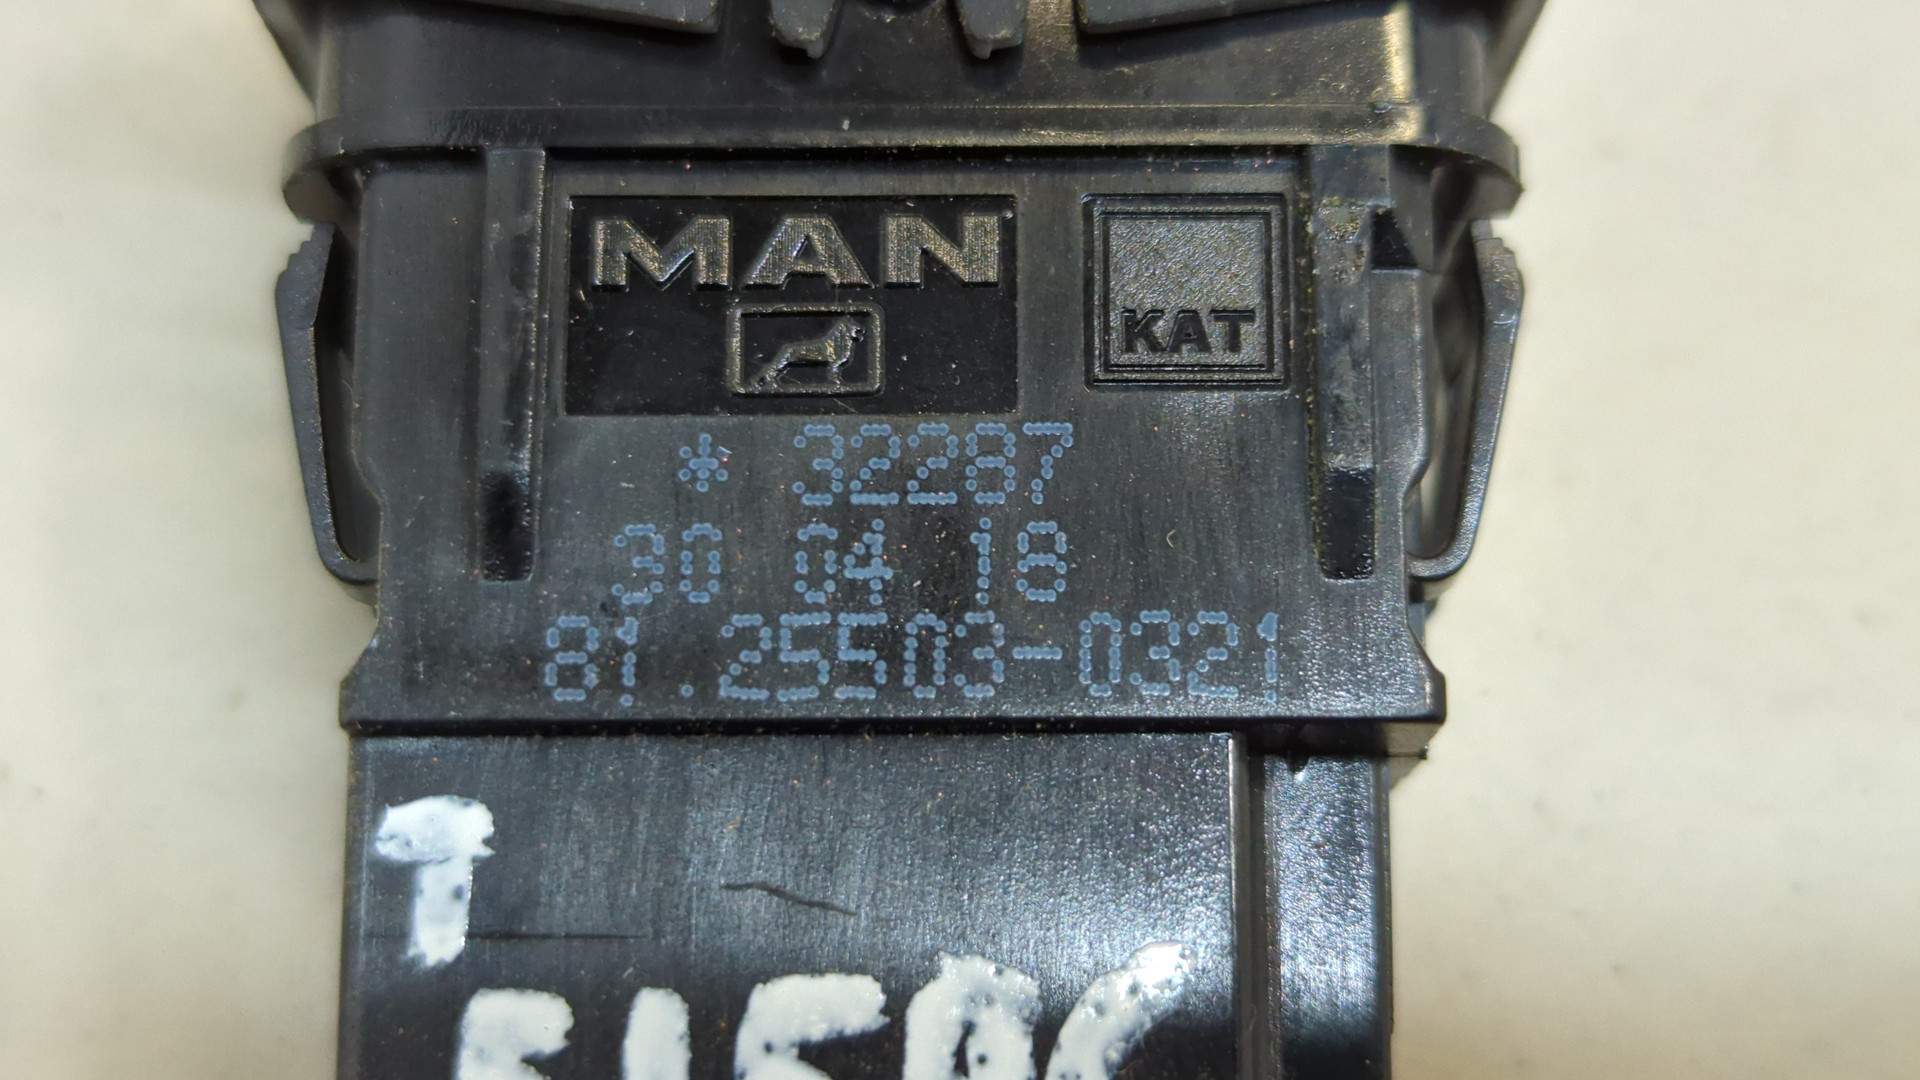 MAN
KAT
* 32287
30 04 18
81.25503-0321
T